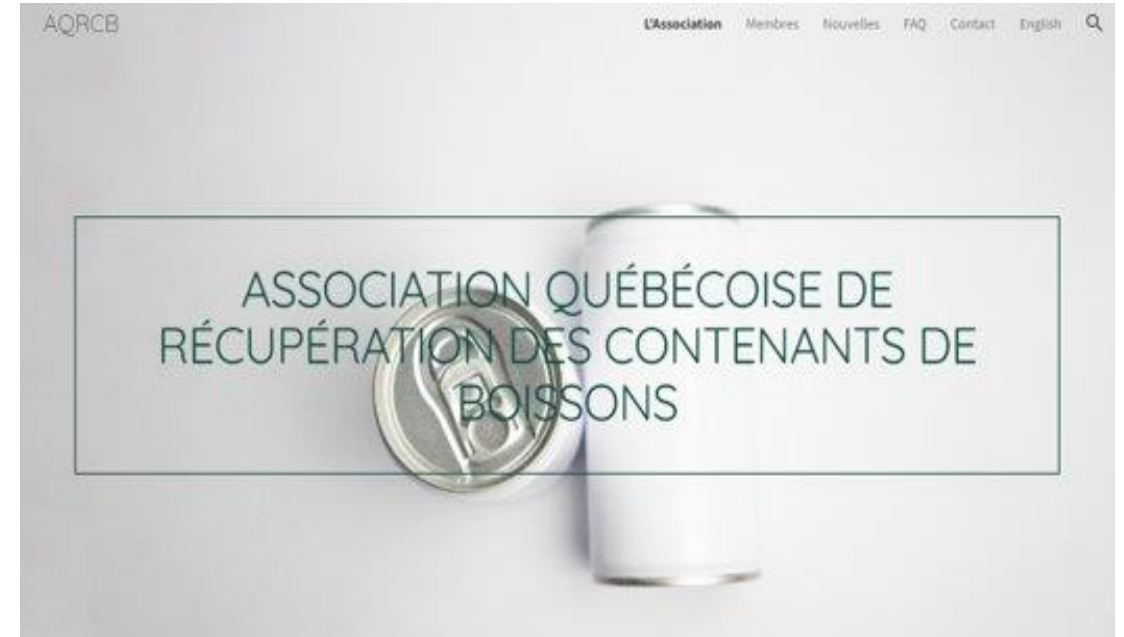 AQRCB
L'Association Membres Nouvelles FAQ Contact English
ASSOCIATION QUÉBÉCOISE DE
RÉCUPÉRATION DES CONTENANTS DE
BOISSONS